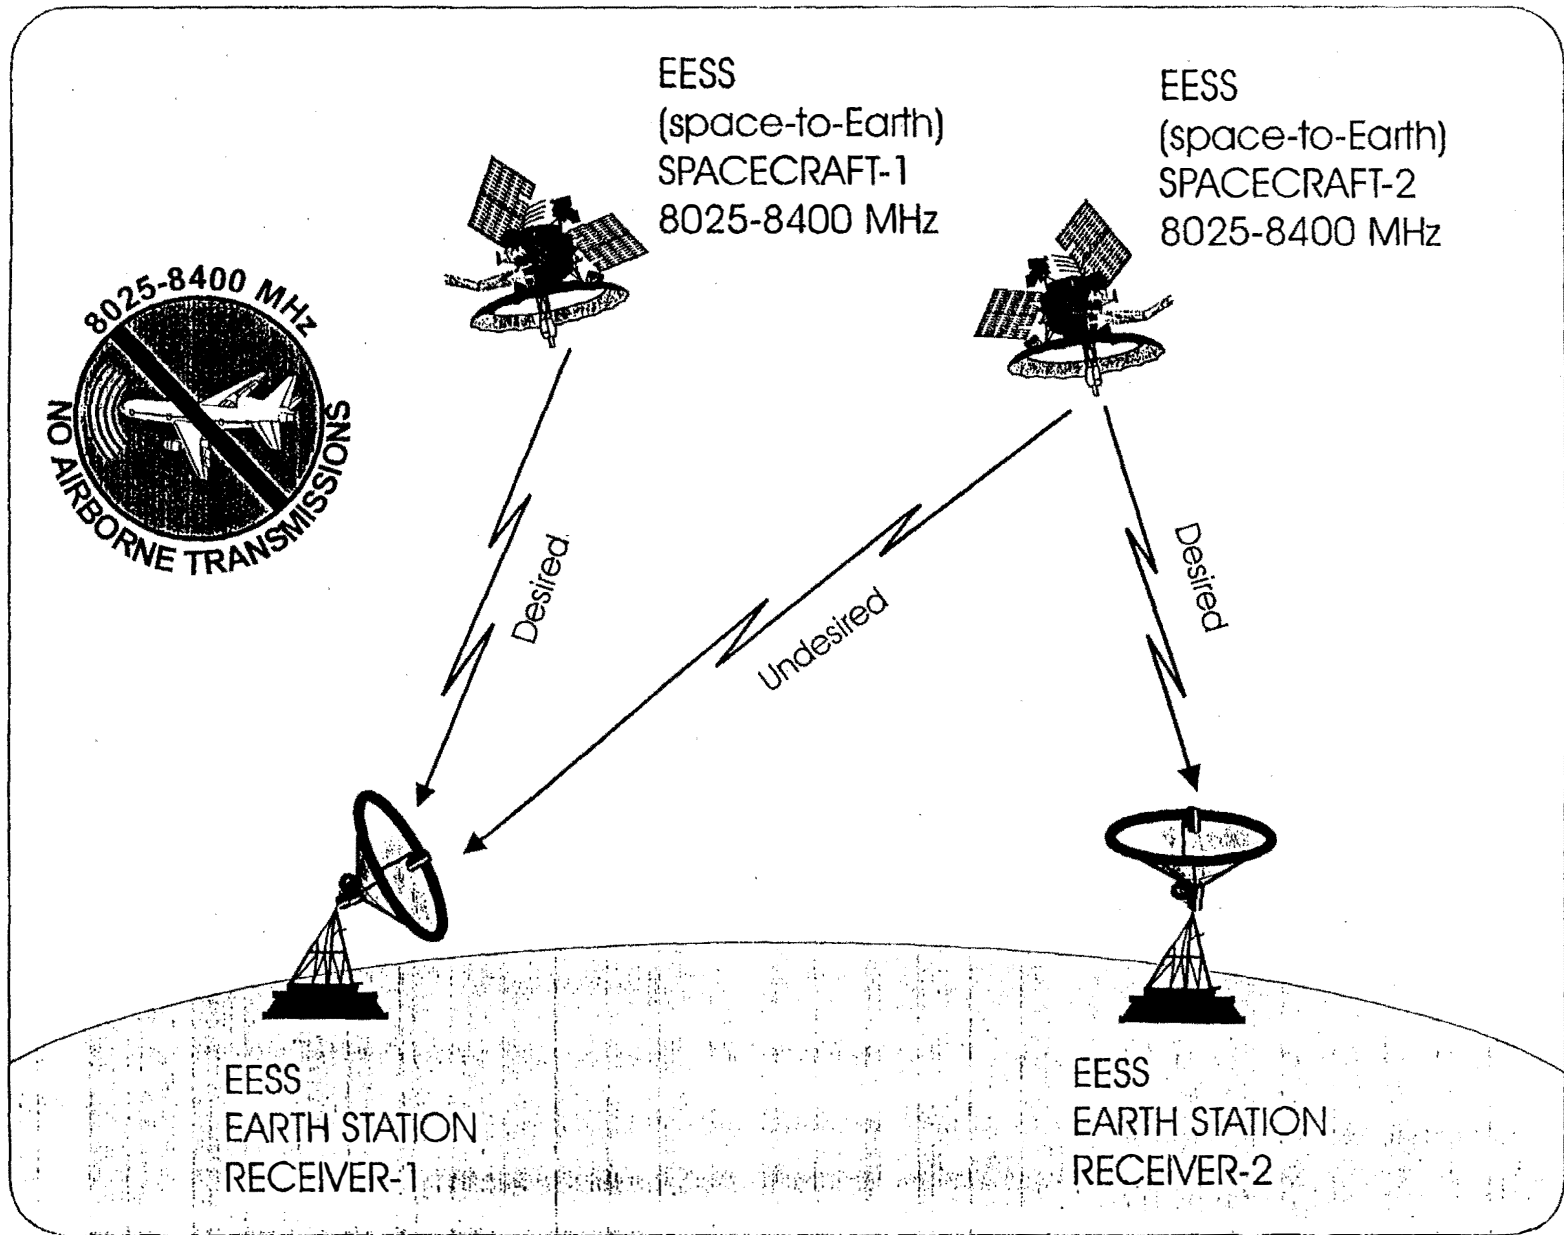 EESS
(space-to-Earth)
SPACECRAFT-1
8025-8400 MHz
EESS
(space-to-Earth)
SPACECRAFT-2
8025-8400 MHz
8025-8400 MHz
NO AIRBORNE TRANSMISSIONS
Desired
Undesired
Desired
EESS
EARTH STATION
RECEIVER-1
EESS
EARTH STATION
RECEIVER-2